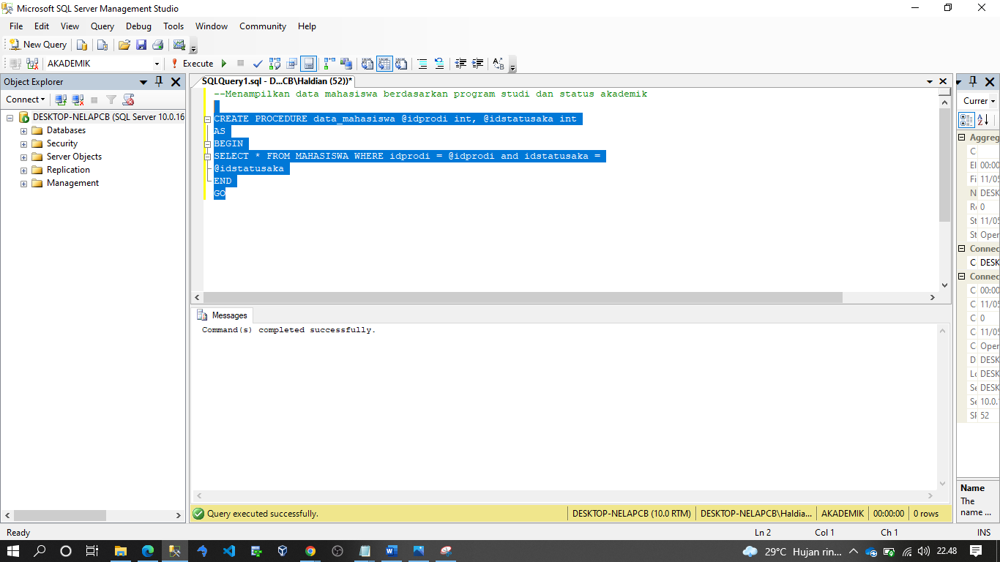 Microsoft SQL Server Management Studio
File Edit View Query Debug Tools Window Community Help
New Query
AKADEMIK Execute
Object Explorer
Connect
DESKTOP-NELAPCB (SQL Server 10.0.16
Databases
Security
Server Objects
Replication
Management
SQLQuery1.sql - D...CB\Haldian (52))*
--Menampilkan data mahasiswa berdasarkan program studi dan status akademik
CREATE PROCEDURE data_mahasiswa @idprodi int, @idstatusaka int
AS
BEGIN
SELECT * FROM MAHASISWA WHERE idprodi = @idprodi and idstatusaka =
@idstatusaka
END
GO
Messages
Command(s) completed successfully.
Query executed successfully.
DESKTOP-NELAPCB (10.0 RTM) DESKTOP-NELAPCB\Haldia... AKADEMIK 00:00:00 0 rows
Currer
Aggreg
C
El 00:00
Fi 11/05
N DESK
Re 0
St 11/05
St Oper
Connec
C DESK
Connec
C 00:00
C 11/05
C 0
C 11/05
C Oper
D DESK
Lo DESK
Se DESK
Se 10.0.
SP 52
Name
The
name ...
Ready Ln 2 Col 1 Ch 1 INS
29°C Hujan rin... 22.48